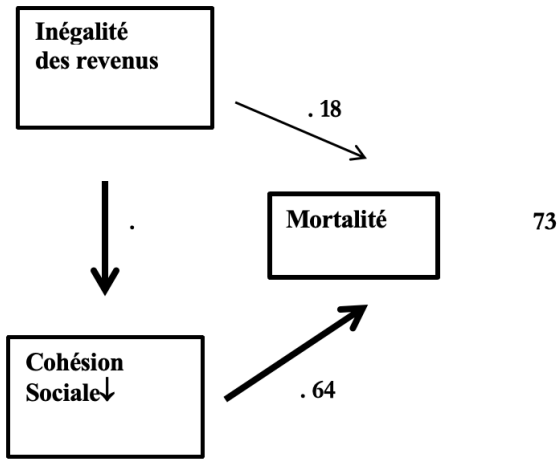 Inégalité
des revenus
. 18
.
Mortalité
73
Cohésion
Sociale↓
. 64